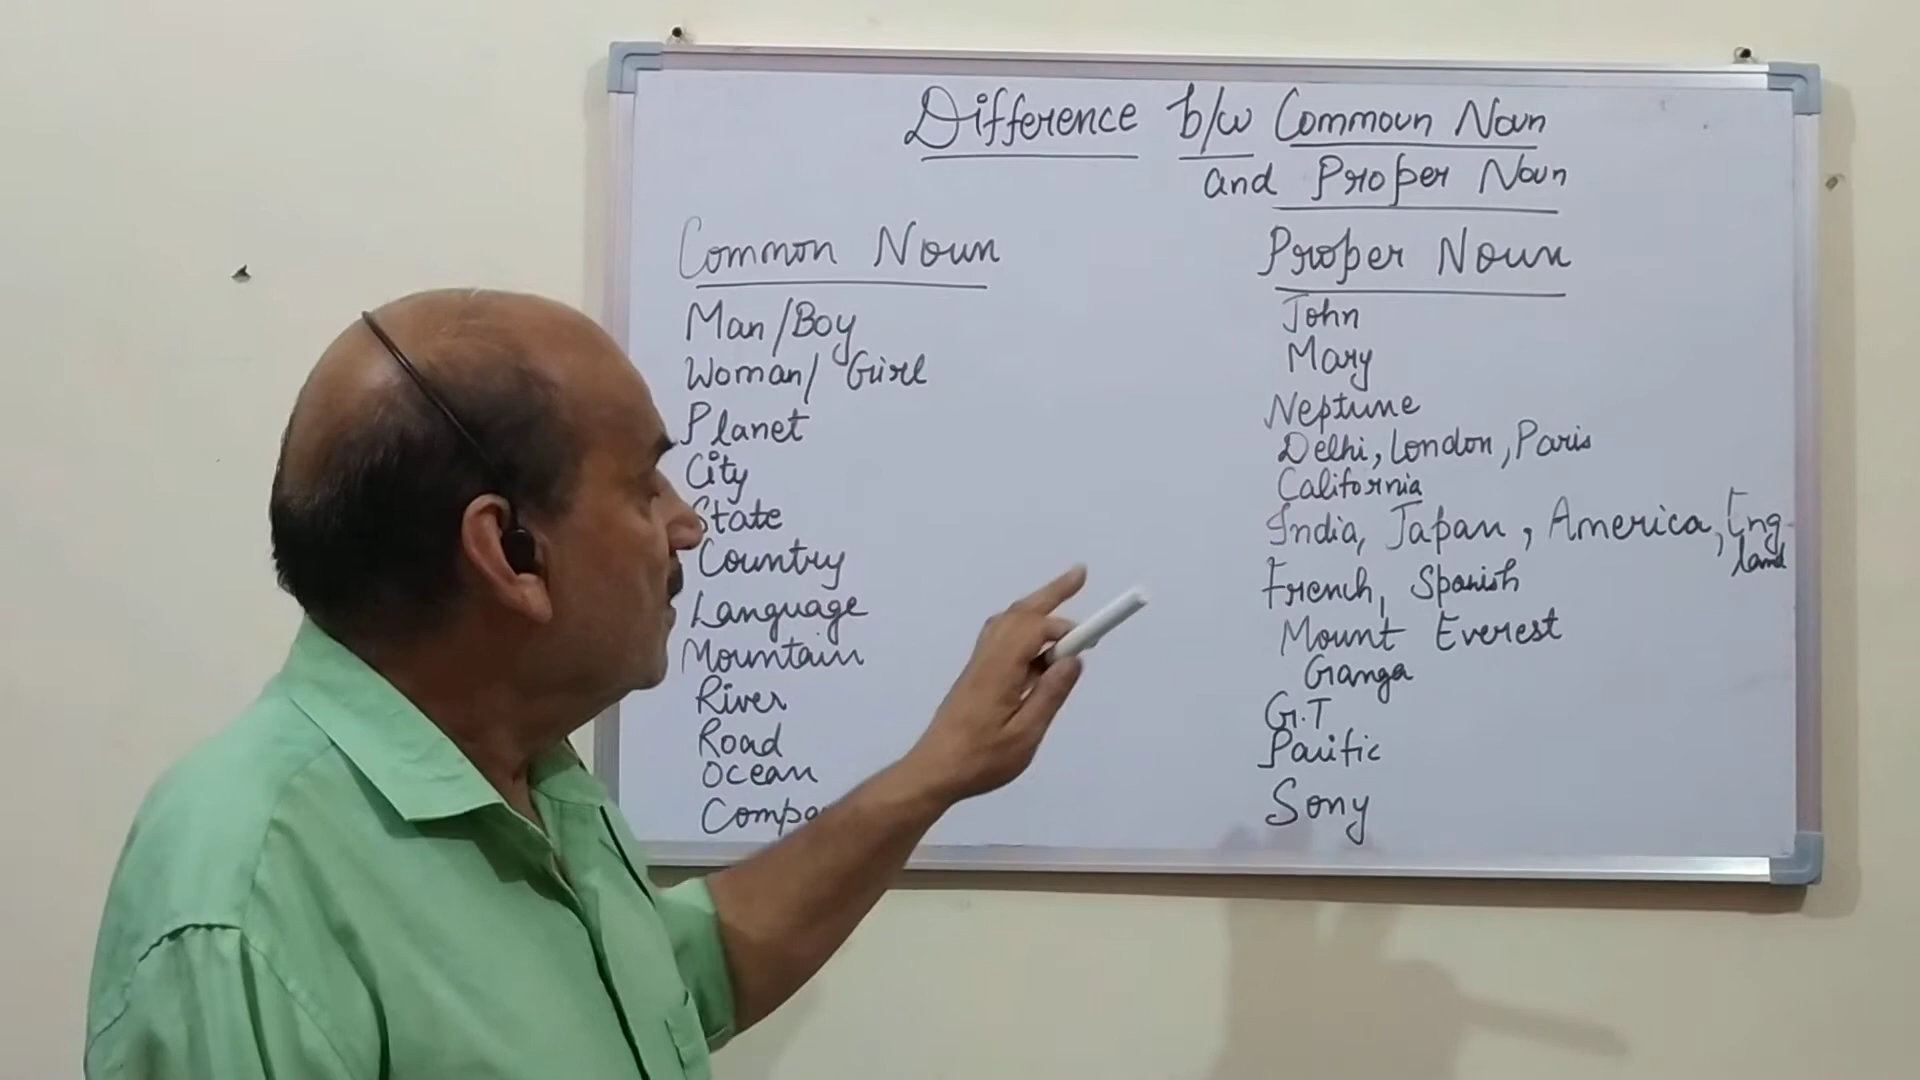 Difference b/w Commoun Noun
and Proper Noun
Common Noun Proper Noun
Man/Boy John
Woman/ Girl Mary
Planet Neptune
City Delhi, London, Paris
State California
Country India, Japan, America, Eng-
land
Language French, Spanish
Mountain Mount Everest
River Ganga
Road G.T
Ocean Pacific
Sony